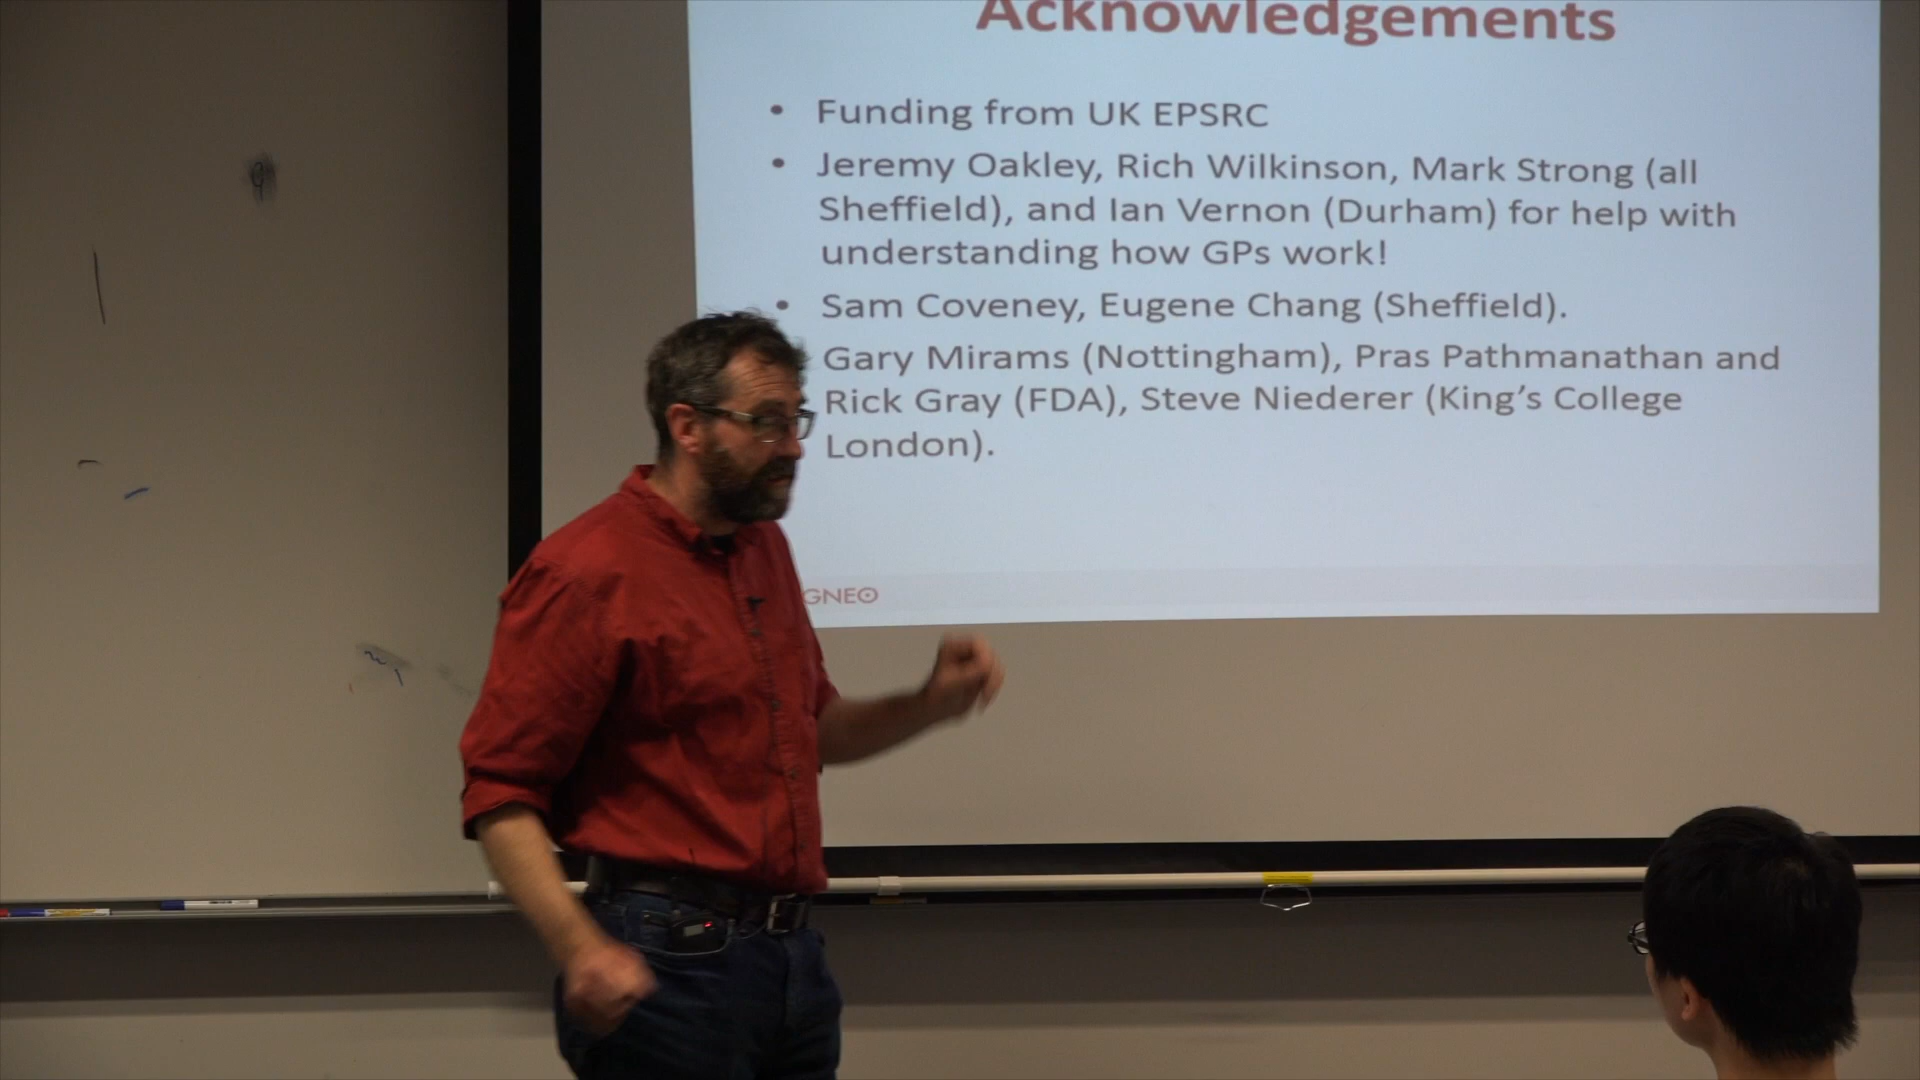 Acknowledgements
• Funding from UK EPSRC
• Jeremy Oakley, Rich Wilkinson, Mark Strong (all
Sheffield), and Ian Vernon (Durham) for help with
understanding how GPs work!
• Sam Coveney, Eugene Chang (Sheffield).
Gary Mirams (Nottingham), Pras Pathmanathan and
Rick Gray (FDA), Steve Niederer (King's College
London).
GNEO